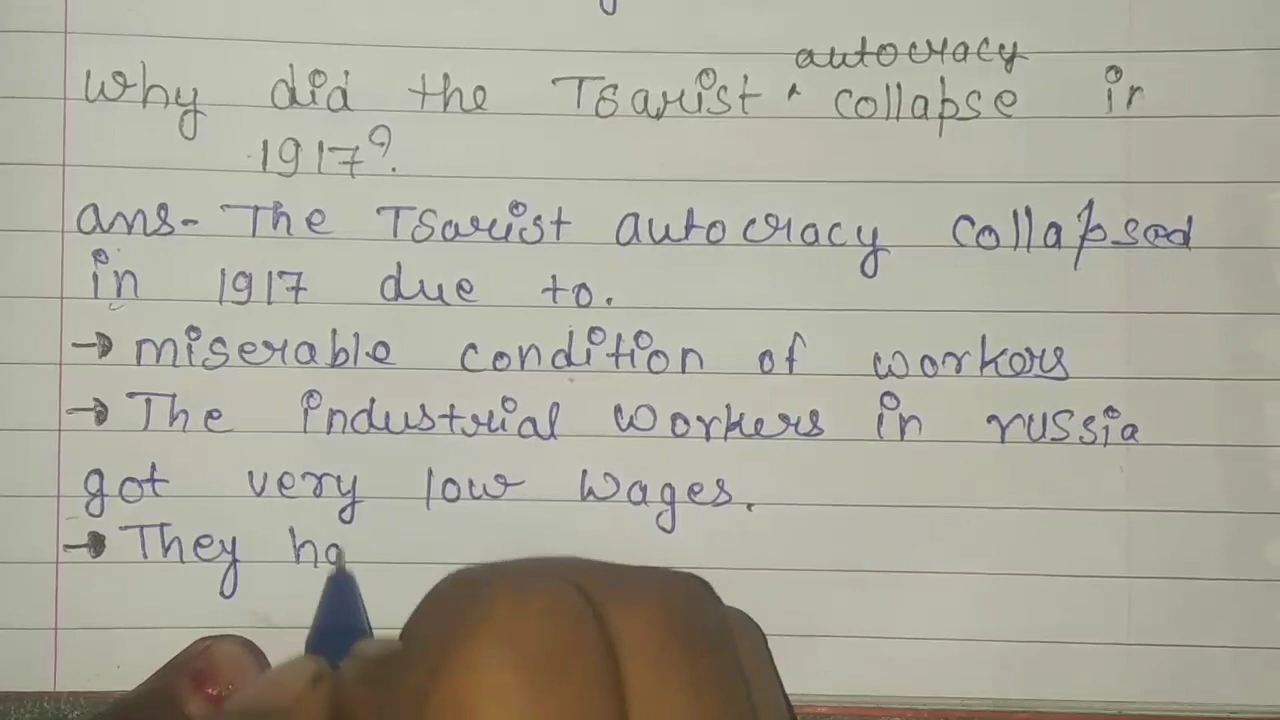 autocracy
Why did the Tsarist ^ collapse in
1917?
ans- The Tsarist autocracy collapsed
in 1917 due to.
→ miserable condition of workers
→ The industrial workers in russia
got very low wages.
→ They ha